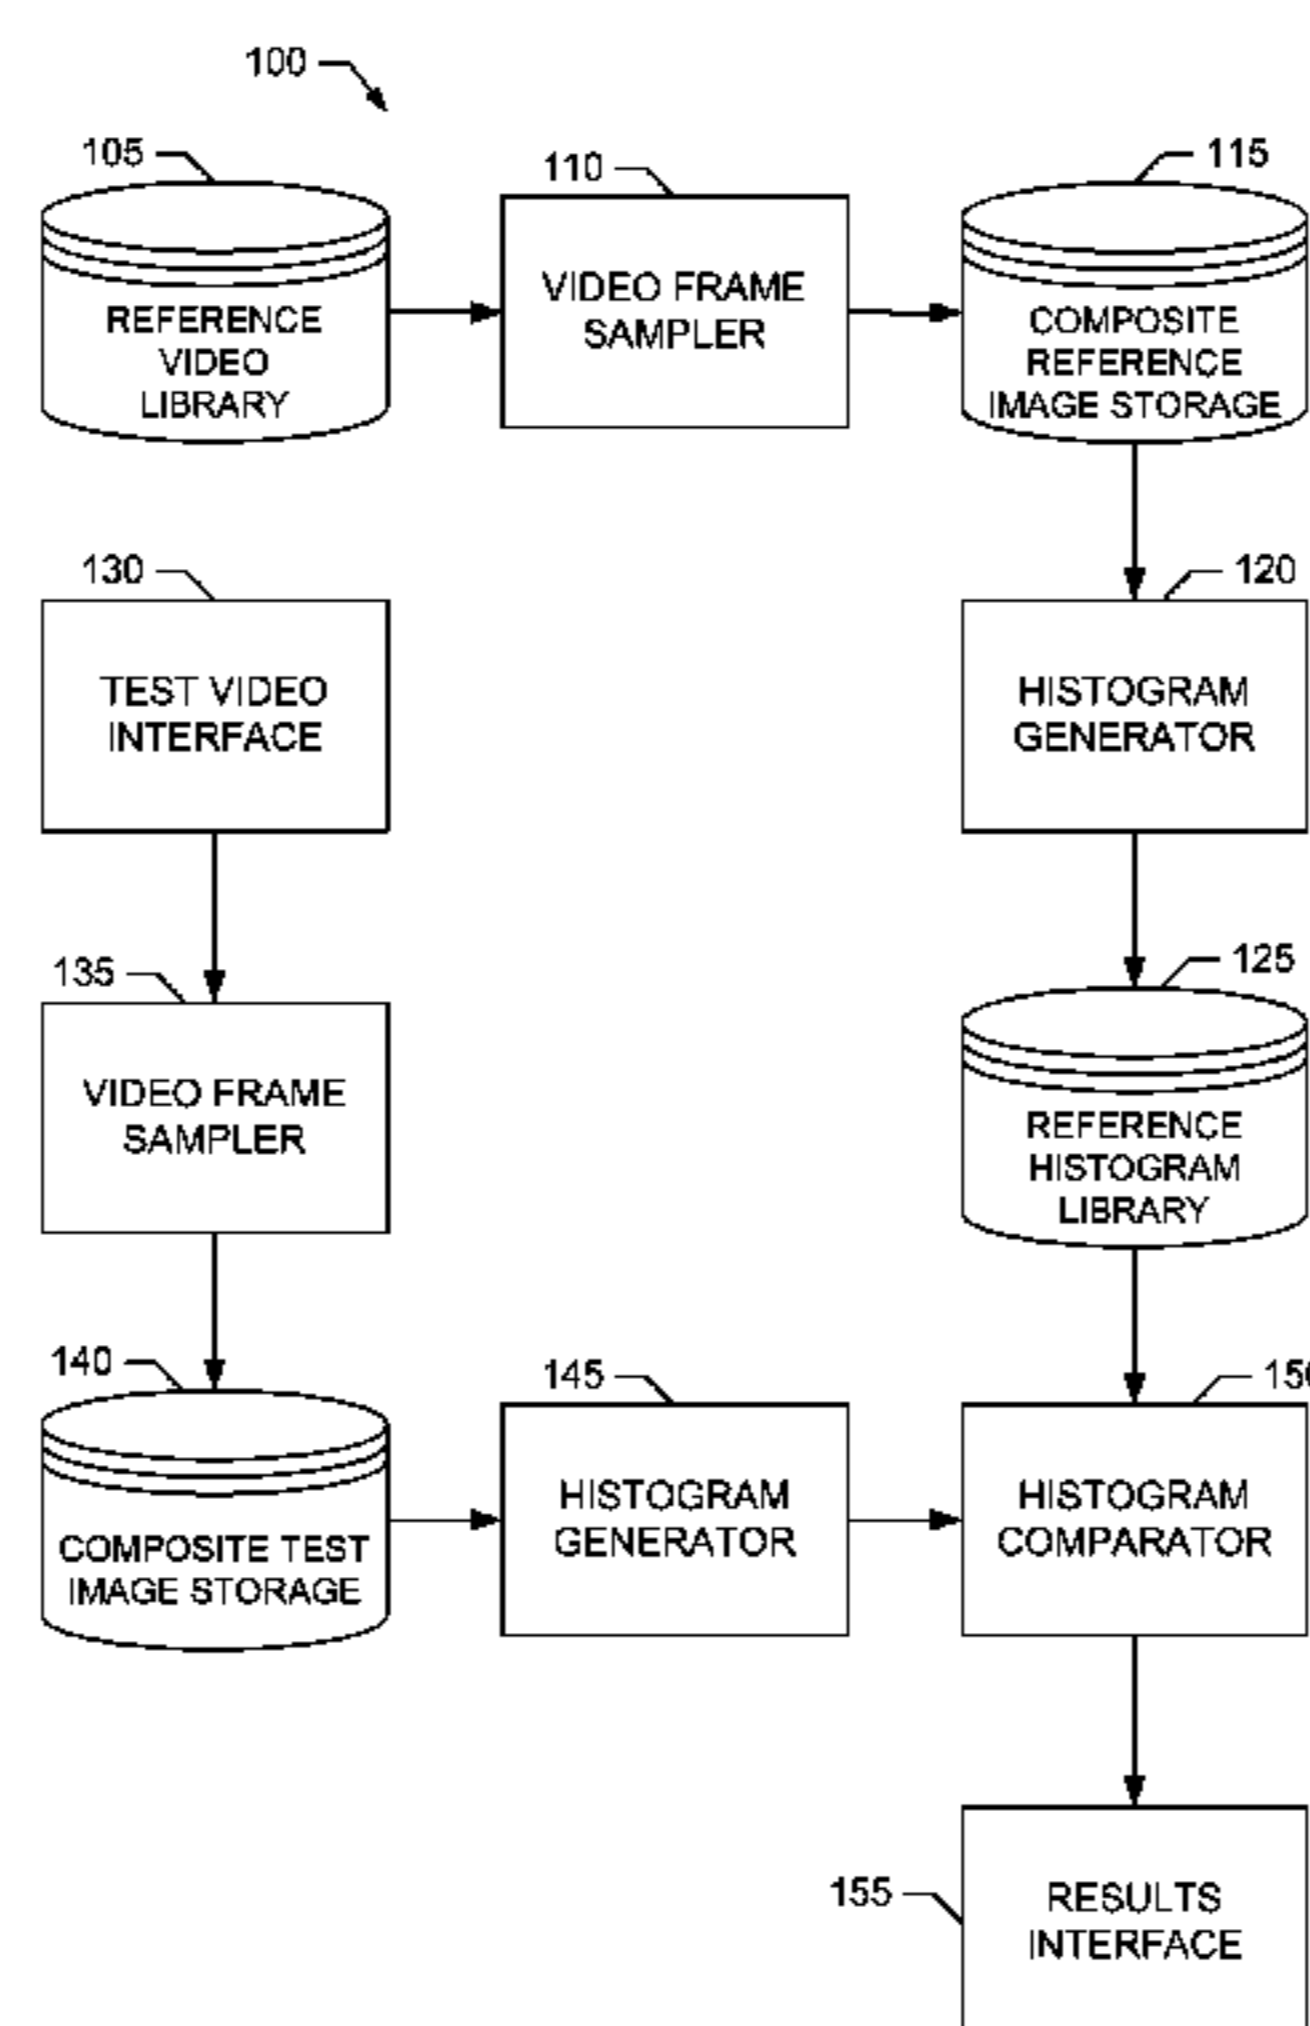 100
105
REFERENCE
VIDEO
LIBRARY
110
VIDEO FRAME
SAMPLER
115
COMPOSITE
REFERENCE
IMAGE STORAGE
130
TEST VIDEO
INTERFACE
120
HISTOGRAM
GENERATOR
135
VIDEO FRAME
SAMPLER
125
REFERENCE
HISTOGRAM
LIBRARY
140
COMPOSITE TEST
IMAGE STORAGE
145
HISTOGRAM
GENERATOR
150
HISTOGRAM
COMPARATOR
155
RESULTS
INTERFACE